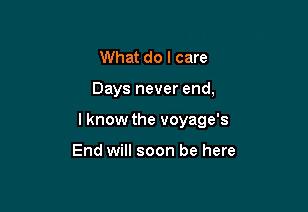 What do I care
Days never end,
I know the voyage's
End will soon be here